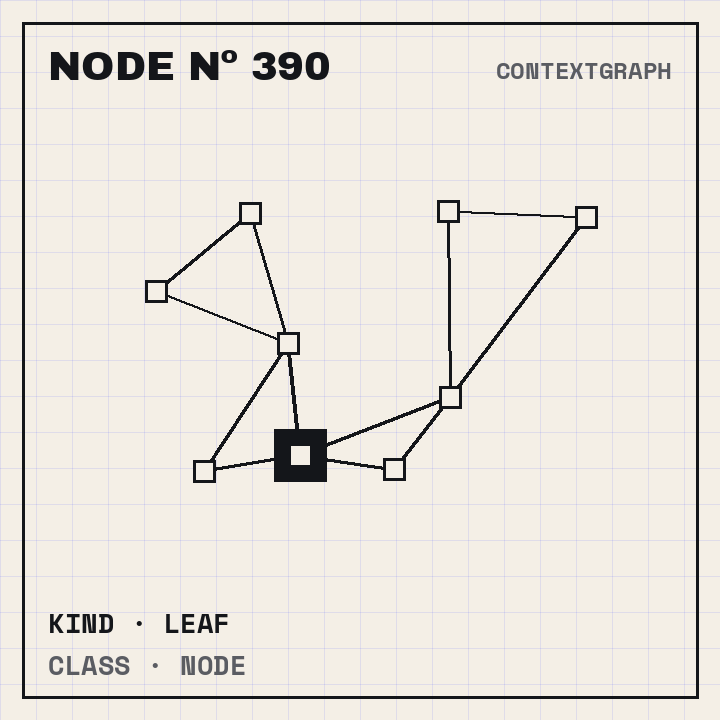 NODE Nº 390
CONTEXTGRAPH
KIND · LEAF
CLASS · NODE